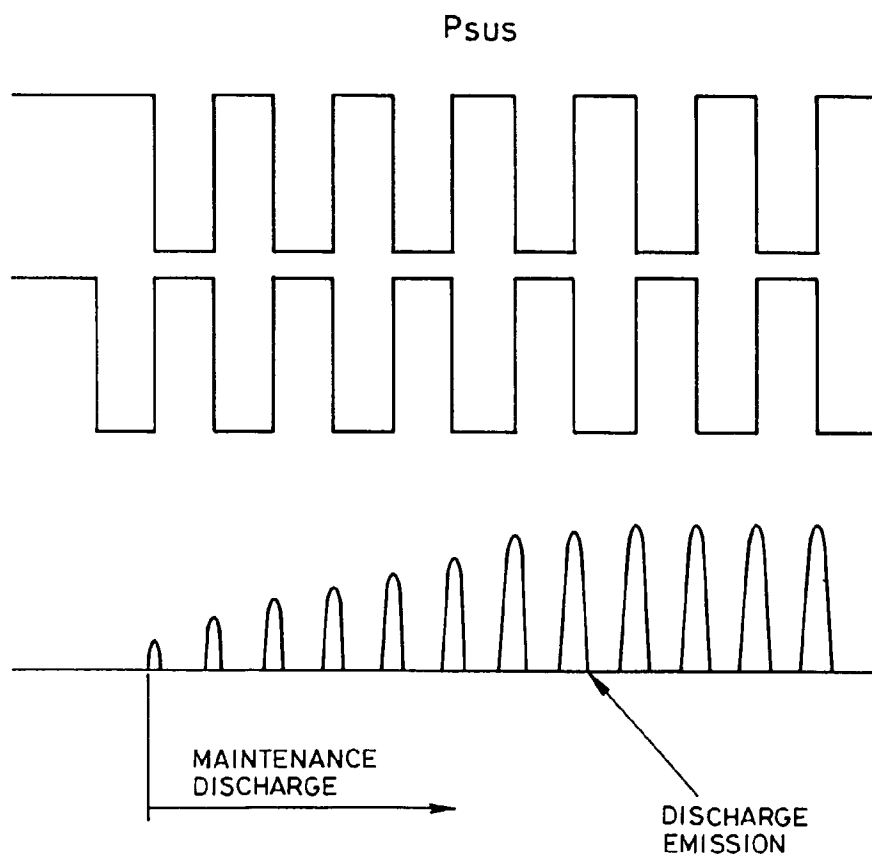 Psus
MAINTENANCE
DISCHARGE
DISCHARGE
EMISSION